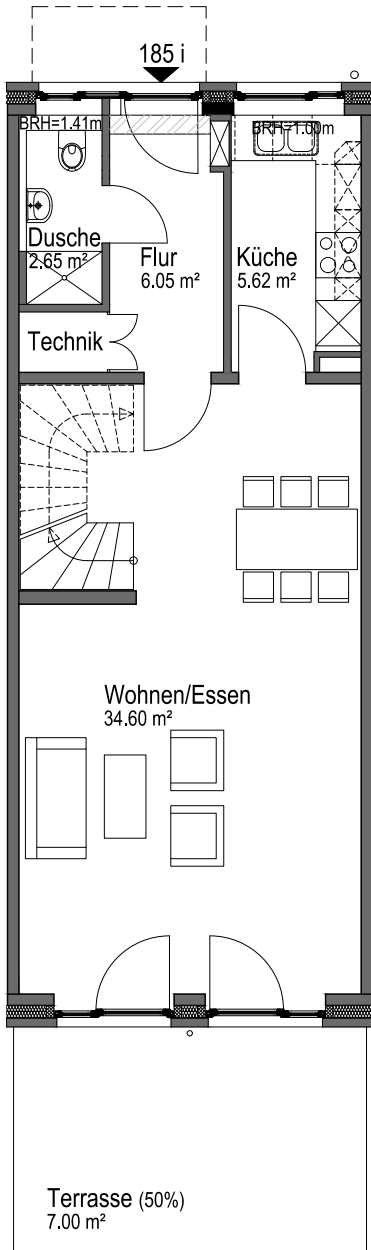 185 i
BRH=1.41m
BRH=1.00m
Dusche
2.65 m²
Flur
6.05 m²
Küche
5.62 m²
Technik
Wohnen/Essen
34.60 m²
Terrasse (50%)
7.00 m²